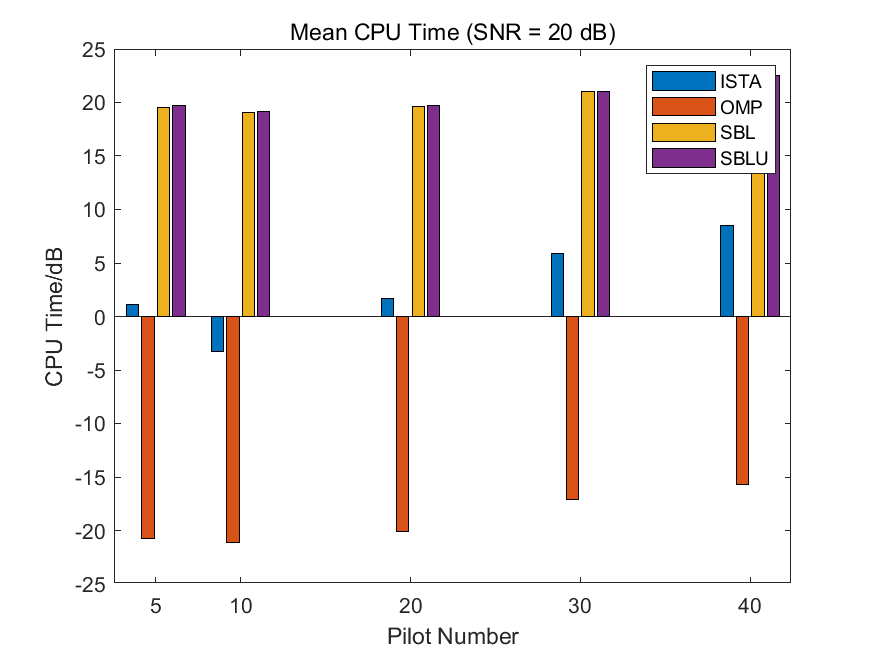 Mean CPU Time (SNR = 20 dB)
25
20
15
10
5
0
-5
-10
-15
-20
-25
CPU Time/dB
ISTA
OMP
SBL
SBLU
5
10
20
30
40
Pilot Number